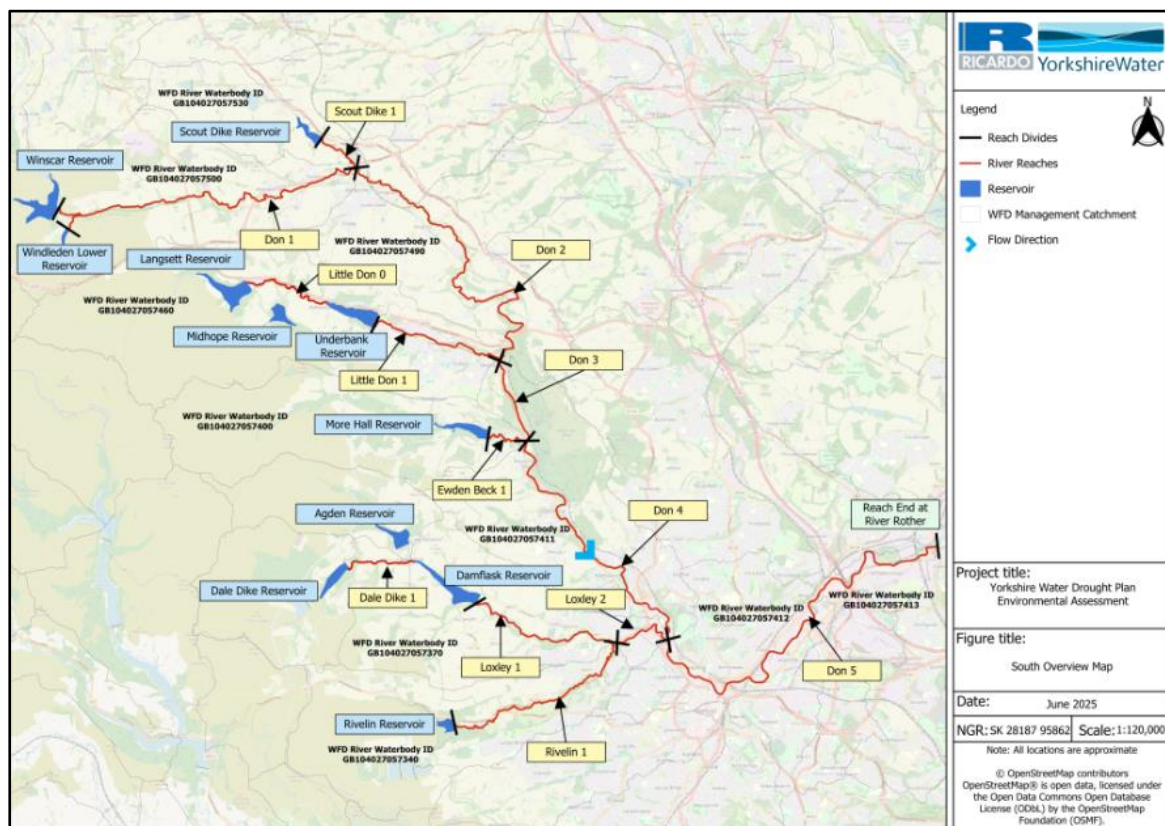 WFD River Waterbody ID
GB104027057530
Scout Dike 1
Scout Dike Reservoir
Winscar Reservoir
WFD River Waterbody ID
GB104027057500
Windleden Lower
Reservoir
Don 1
WFD River Waterbody ID
GB104027057490
Langsett Reservoir
Little Don 0
Don 2
WFD River Waterbody ID
GB104027057460
Midhope Reservoir
Underbank
Reservoir
Little Don 1
Don 3
WFD River Waterbody ID
GB104027057400
More Hall Reservoir
Ewden Beck 1
Agden Reservoir
WFD River Waterbody ID
GB104027057411
Don 4
Reach End at
River Rother
Dale Dike Reservoir
Dale Dike 1
Damflask Reservoir
Loxley 2
WFD River Waterbody ID
GB104027057412
WFD River Waterbody ID
GB104027057413
WFD River Waterbody ID
GB104027057370
Loxley 1
Don 5
Rivelin Reservoir
WFD River Waterbody ID
GB104027057340
Rivelin 1
RICARDO
YorkshireWater
Legend
N
Reach Divides
River Reaches
Reservoir
WFD Management Catchment
Flow Direction
Project title:
Yorkshire Water Drought Plan
Environmental Assessment
Figure title:
South Overview Map
Date: June 2025
NGR: SK 28187 95862 Scale: 1:120,000
Note: All locations are approximate
© OpenStreetMap contributors
OpenStreetMap® is open data, licensed under
the Open Data Commons Open Database
License (ODbL) by the OpenStreetMap
Foundation (OSMF).